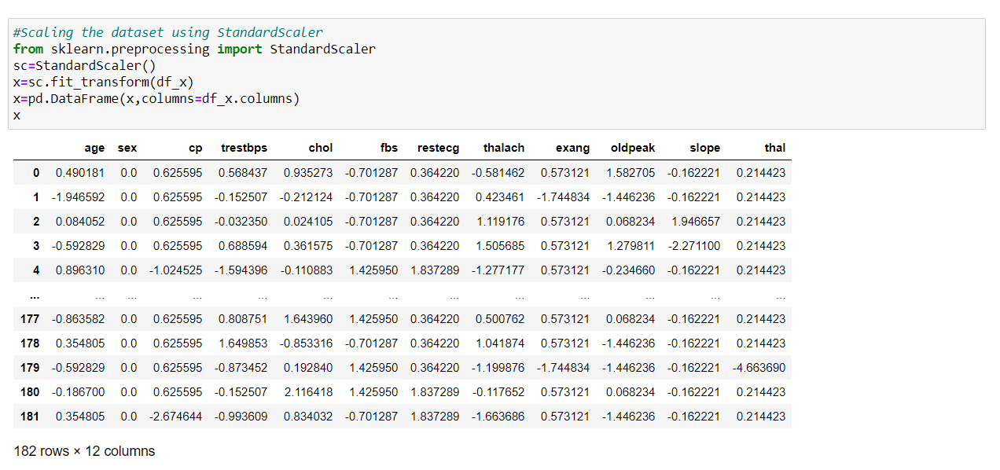 #Scaling the dataset using StandardScaler
from sklearn.preprocessing import StandardScaler
sc=StandardScaler()
x=sc.fit_transform(df_x)
x=pd.DataFrame(x,columns=df_x.columns)
x
age sex cp trestbps chol fbs restecg thalach exang oldpeak slope thal
0 0.490181 0.0 0.625595 0.568437 0.935273 -0.701287 0.364220 -0.581462 0.573121 1.582705 -0.162221 0.214423
1 -1.946592 0.0 0.625595 -0.152507 -0.212124 -0.701287 0.364220 0.423461 -1.744834 -1.446236 -0.162221 0.214423
2 0.084052 0.0 0.625595 -0.032350 0.024105 -0.701287 0.364220 1.119176 0.573121 0.068234 1.946657 0.214423
3 -0.592829 0.0 0.625595 0.688594 0.361575 -0.701287 0.364220 1.505685 0.573121 1.279811 -2.271100 0.214423
4 0.896310 0.0 -1.024525 -1.594396 -0.110883 1.425950 1.837289 -1.277177 0.573121 -0.234660 -0.162221 0.214423
... ... ... ... ... ... ... ... ... ... ... ... ...
177 -0.863582 0.0 0.625595 0.808751 1.643960 1.425950 0.364220 0.500762 0.573121 0.068234 -0.162221 0.214423
178 0.354805 0.0 0.625595 1.649853 -0.853316 -0.701287 0.364220 1.041874 0.573121 -1.446236 -0.162221 0.214423
179 -0.592829 0.0 0.625595 -0.873452 0.192840 1.425950 0.364220 -1.199876 -1.744834 -1.446236 -0.162221 -4.663690
180 -0.186700 0.0 0.625595 -0.152507 2.116418 1.425950 1.837289 -0.117652 0.573121 0.068234 -0.162221 0.214423
181 0.354805 0.0 -2.674644 -0.993609 0.834032 -0.701287 1.837289 -1.663686 0.573121 -1.446236 -0.162221 0.214423
182 rows × 12 columns